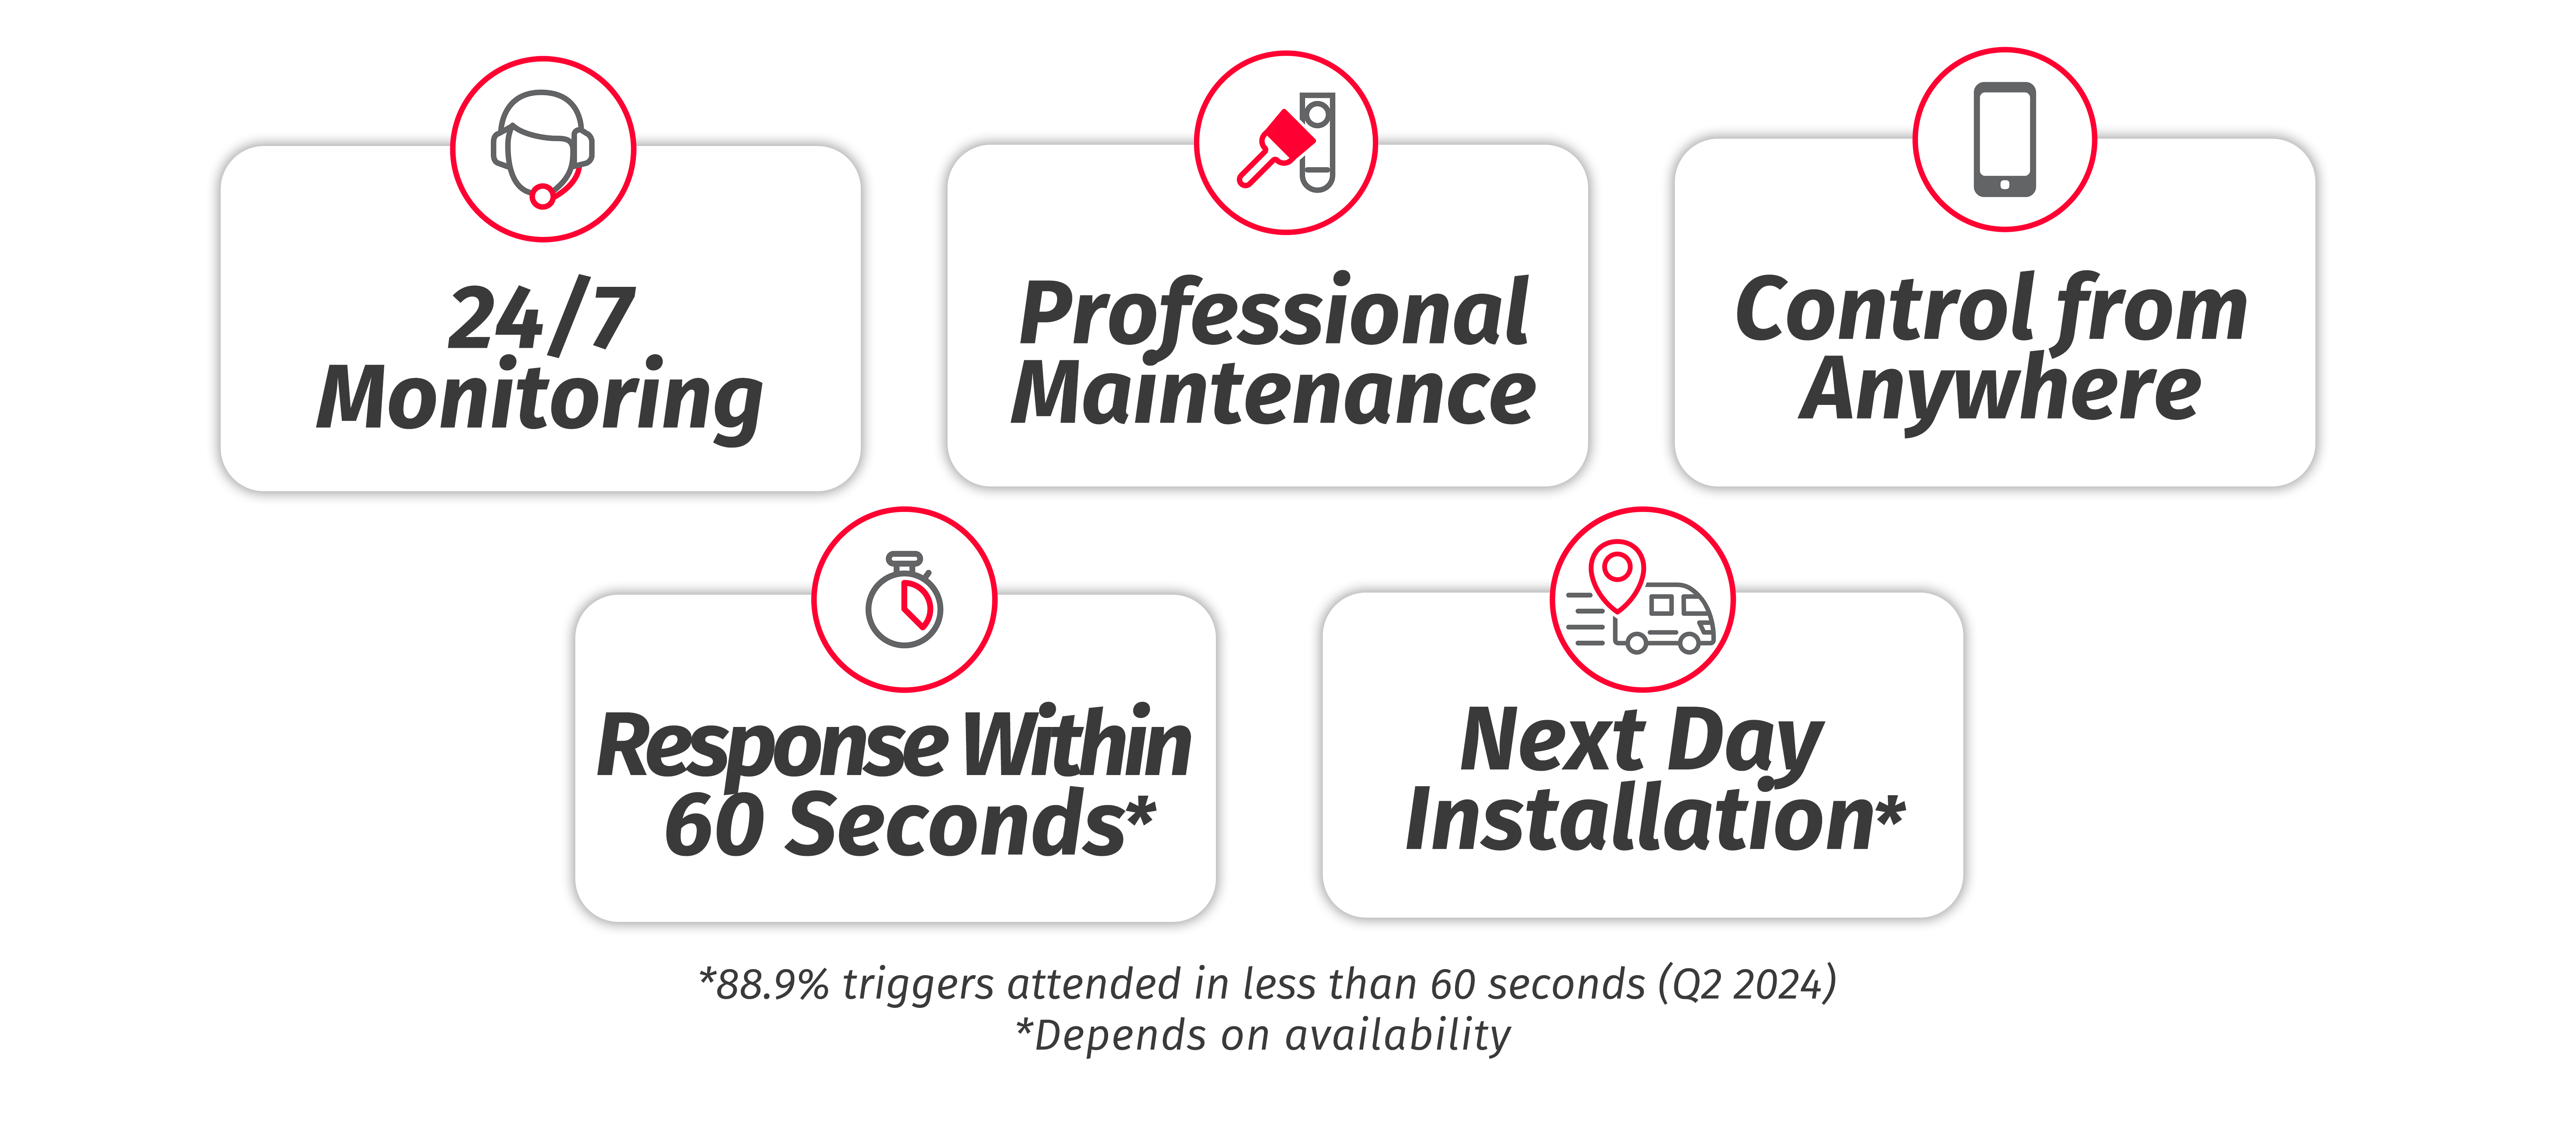 24/7
Monitoring
Professional
Maintenance
Control from
Anywhere
Response Within
60 Seconds*
Next Day
Installation*
*88.9% triggers attended in less than 60 seconds (Q2 2024)
*Depends on availability